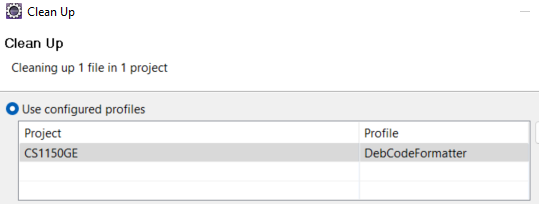 Clean Up
Clean Up
Cleaning up 1 file in 1 project
Use configured profiles
Project Profile
CS1150GE DebCodeFormatter